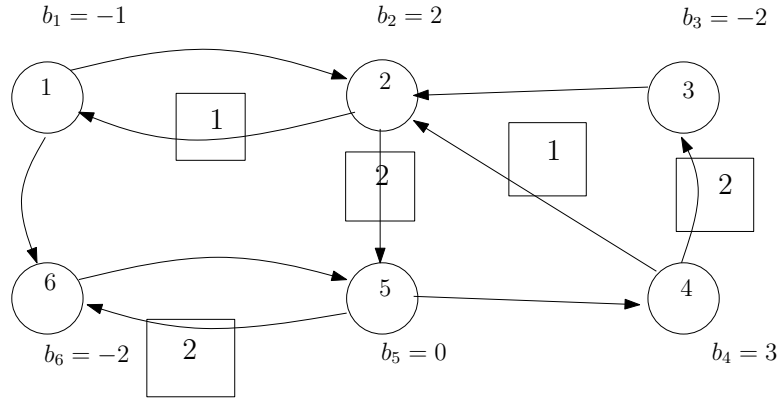 b₁ = −1
b₂ = 2
b₃ = −2
1
2
3
1
1
2
2
6
5
4
2
b₆ = −2
b₅ = 0
b₄ = 3